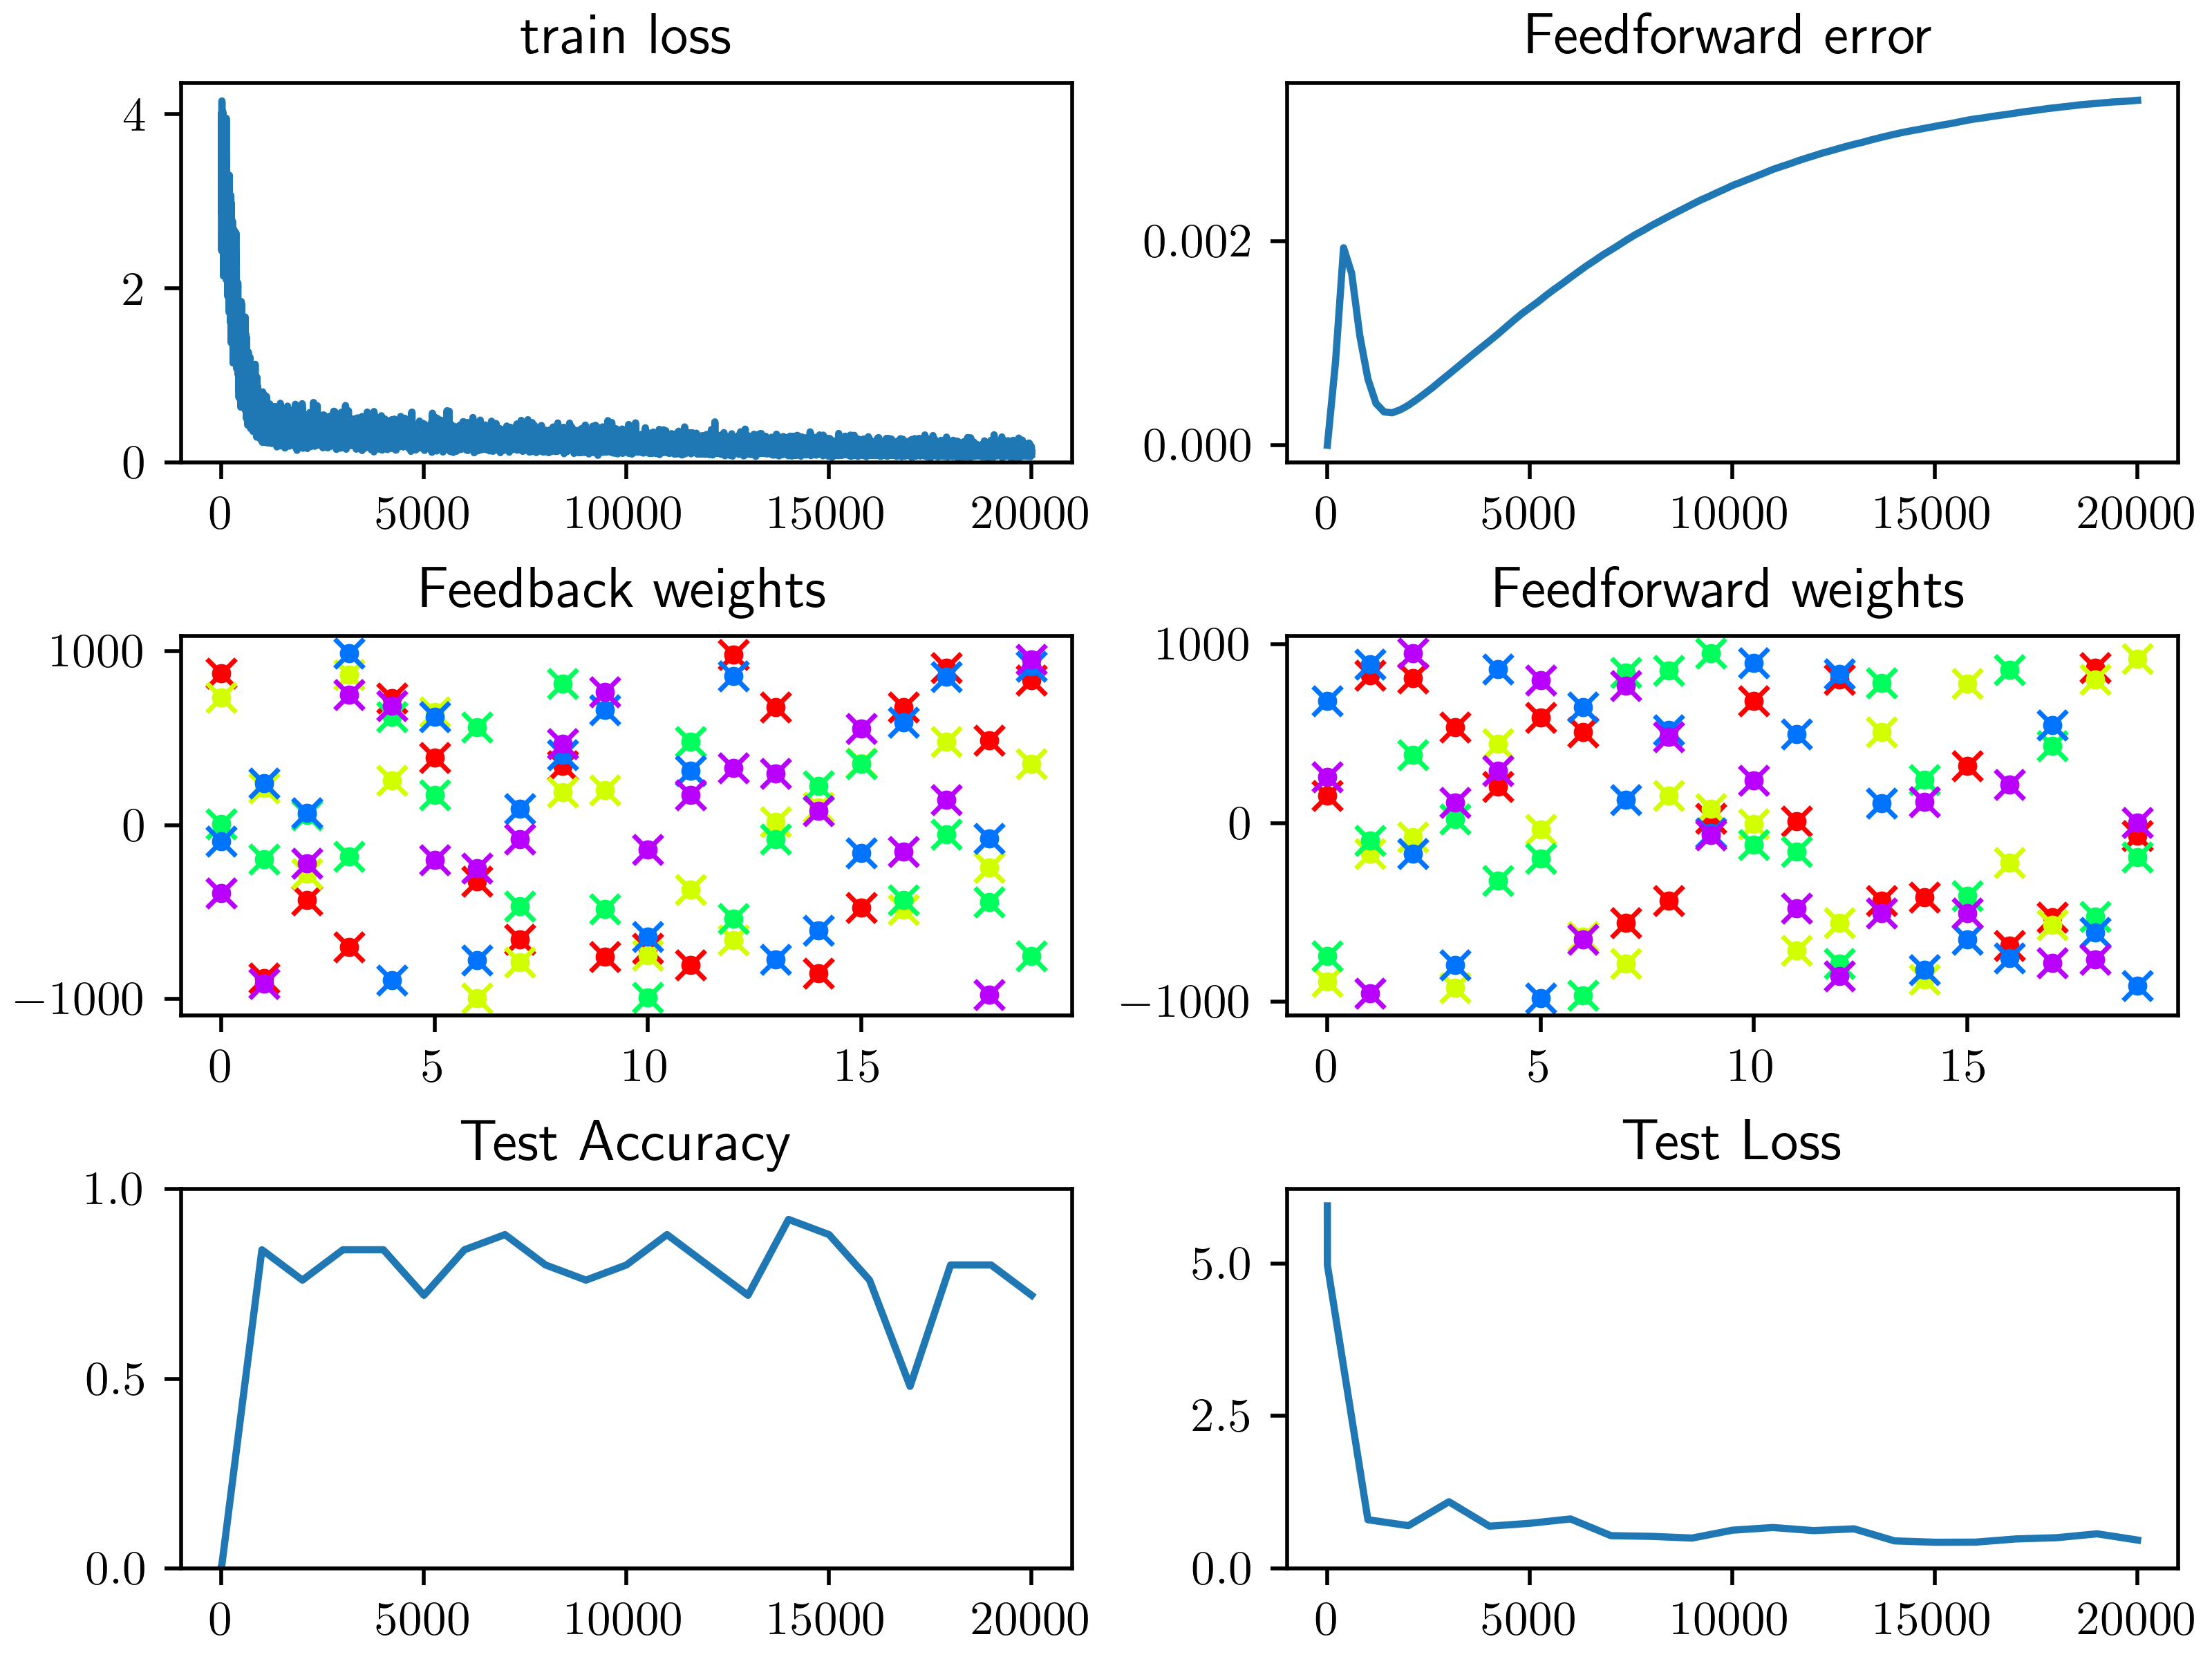 train loss
4
2
0
0 5000 10000 15000 20000
Feedforward error
0.002
0.000
0 5000 10000 15000 20000
Feedback weights
1000
0
−1000
0 5 10 15
Feedforward weights
1000
0
−1000
0 5 10 15
Test Accuracy
1.0
0.5
0.0
0 5000 10000 15000 20000
Test Loss
5.0
2.5
0.0
0 5000 10000 15000 20000